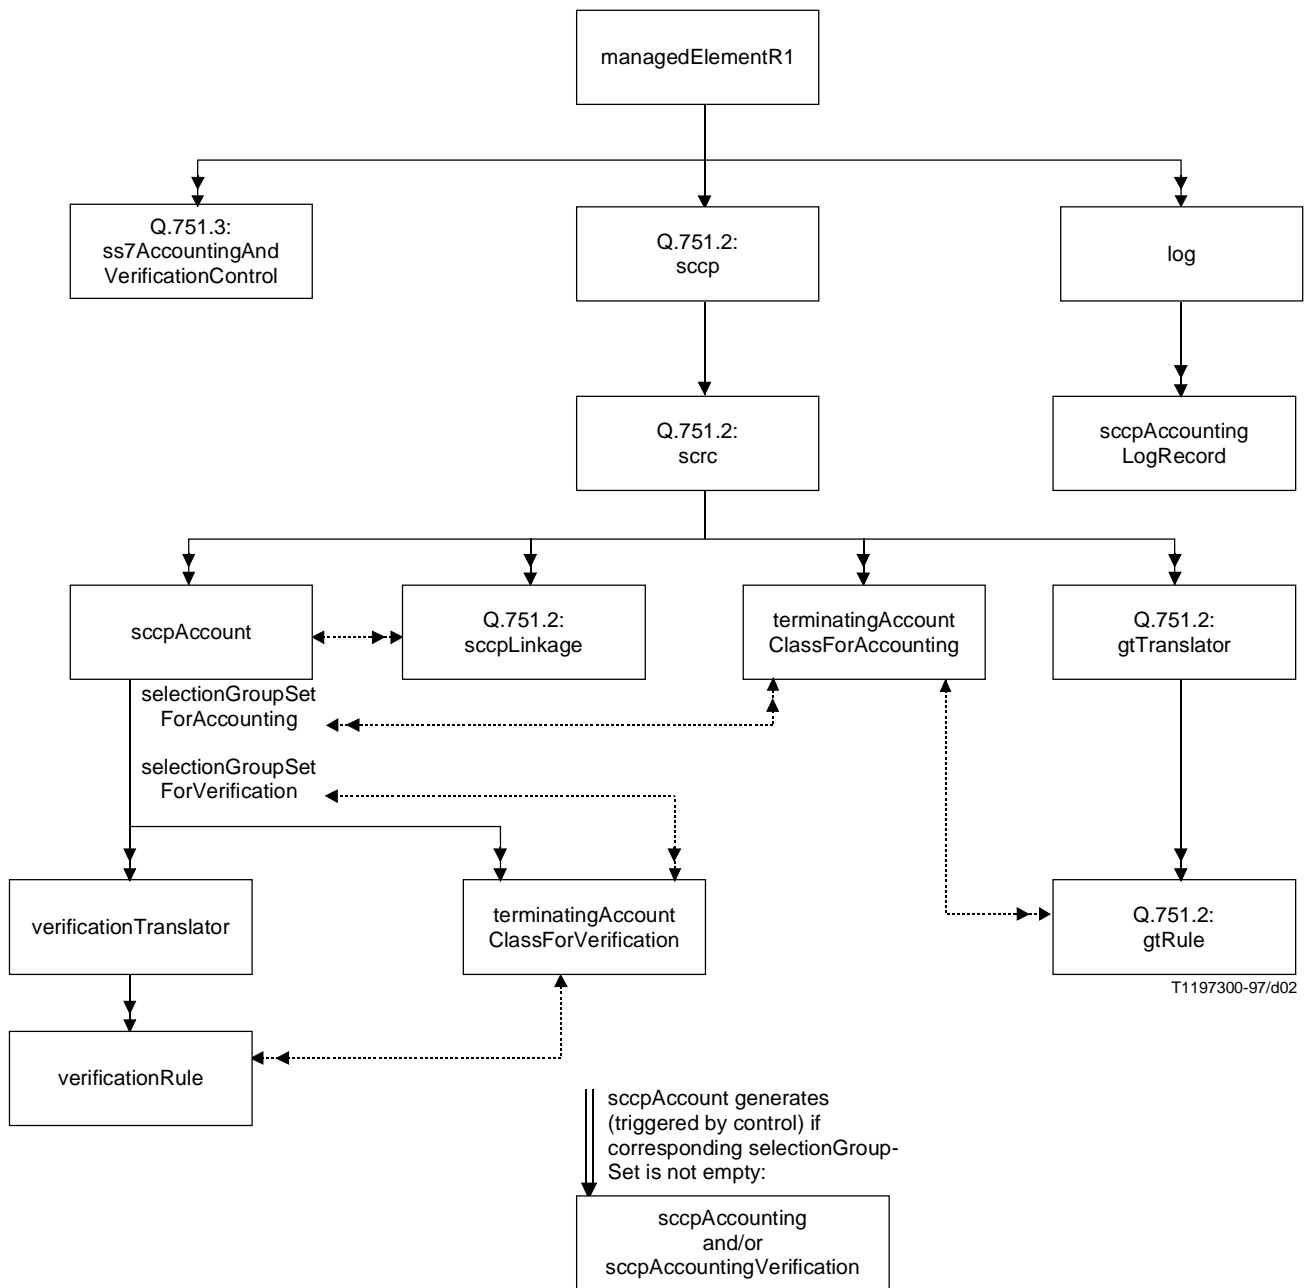 managedElementR1
Q.751.3:
ss7AccountingAnd
VerificationControl
Q.751.2:
sccp
log
Q.751.2:
scrc
sccpAccounting
LogRecord
sccpAccount
Q.751.2:
sccpLinkage
terminatingAccount
ClassForAccounting
Q.751.2:
gtTranslator
selectionGroupSet
ForAccounting
selectionGroupSet
ForVerification
verificationTranslator
terminatingAccount
ClassForVerification
Q.751.2:
gtRule
T1197300-97/d02
verificationRule
sccpAccount generates
(triggered by control) if
corresponding selectionGroup-
Set is not empty:
sccpAccounting
and/or
sccpAccountingVerification